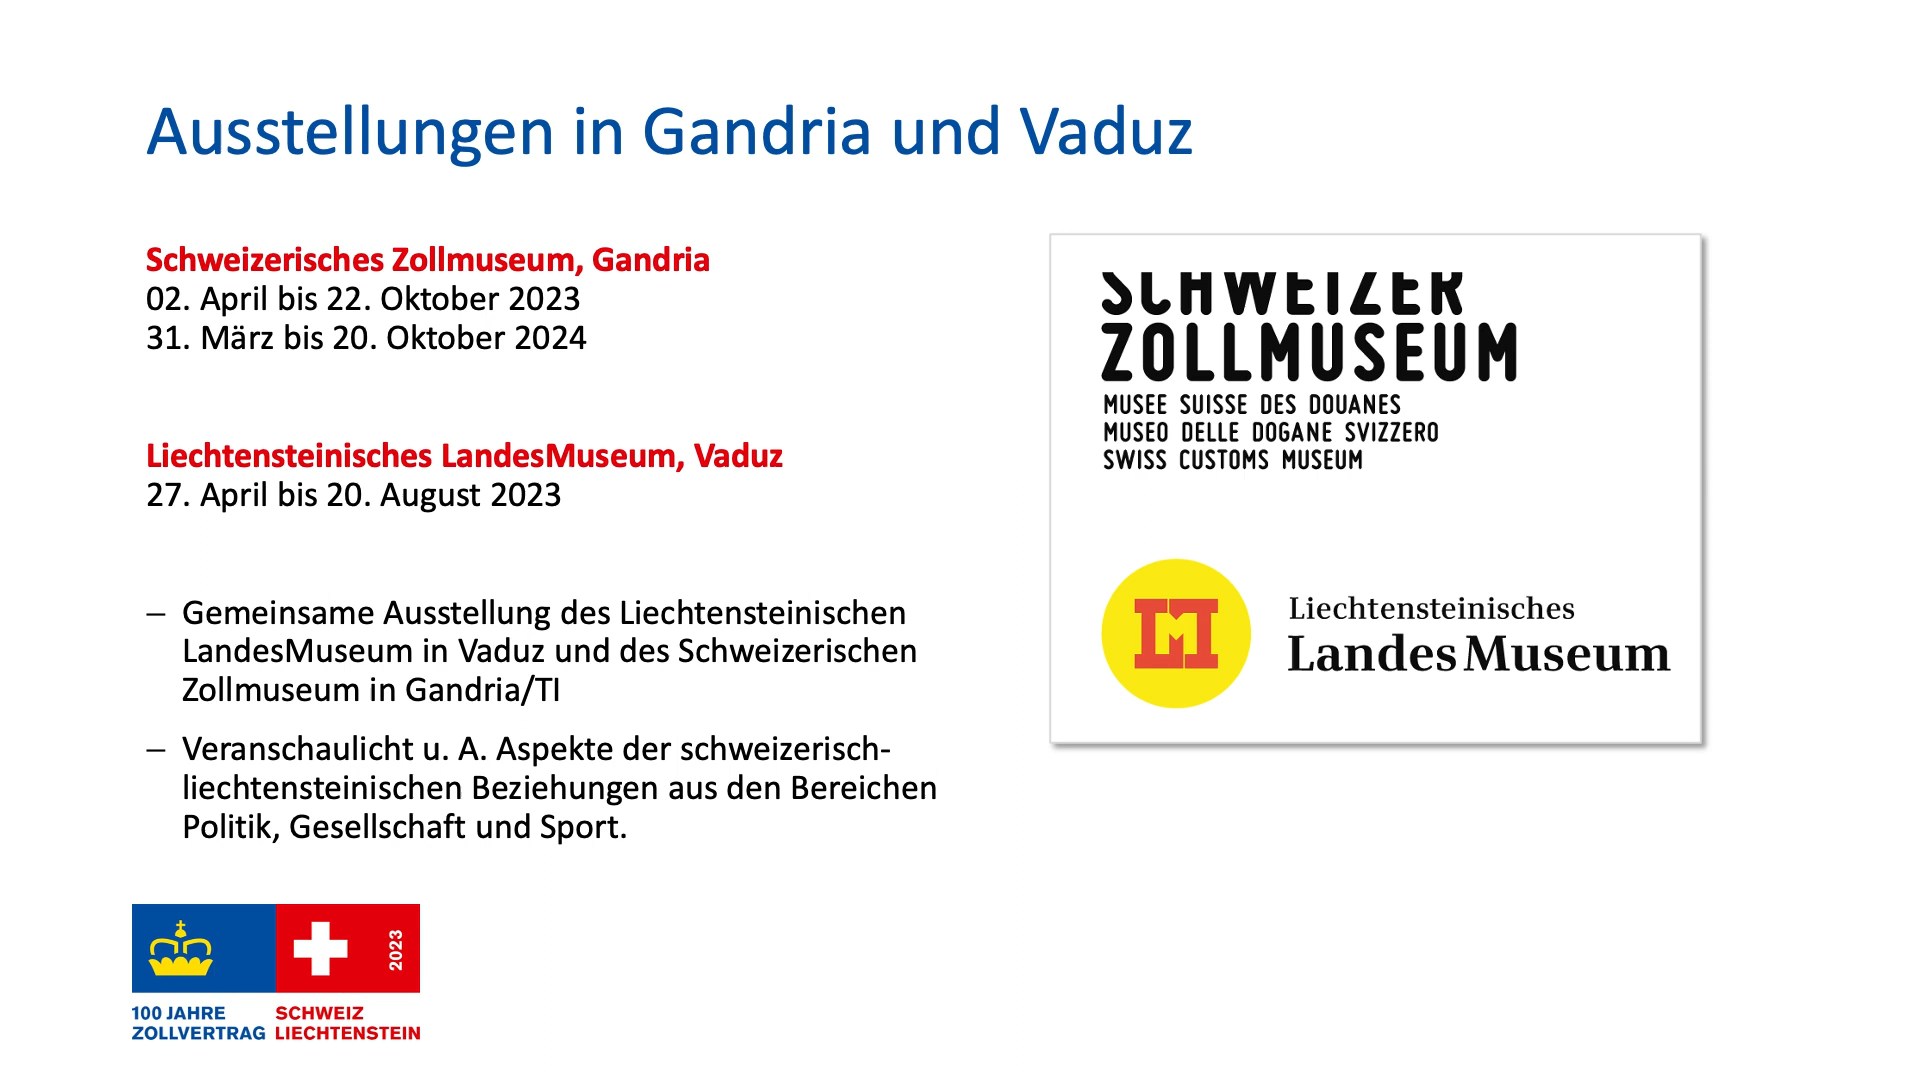 Ausstellungen in Gandria und Vaduz
Schweizerisches Zollmuseum, Gandria
02. April bis 22. Oktober 2023
31. März bis 20. Oktober 2024
Liechtensteinisches LandesMuseum, Vaduz
27. April bis 20. August 2023
– Gemeinsame Ausstellung des Liechtensteinischen
LandesMuseum in Vaduz und des Schweizerischen
Zollmuseum in Gandria/TI
– Veranschaulicht u. A. Aspekte der schweizerisch-
liechtensteinischen Beziehungen aus den Bereichen
Politik, Gesellschaft und Sport.
SCHWEIZER
ZOLLMUSEUM
MUSEE SUISSE DES DOUANES
MUSEO DELLE DOGANE SVIZZERO
SWISS CUSTOMS MUSEUM
LM
Liechtensteinisches
LandesMuseum
2023
100 JAHRE
ZOLLVERTRAG
SCHWEIZ
LIECHTENSTEIN